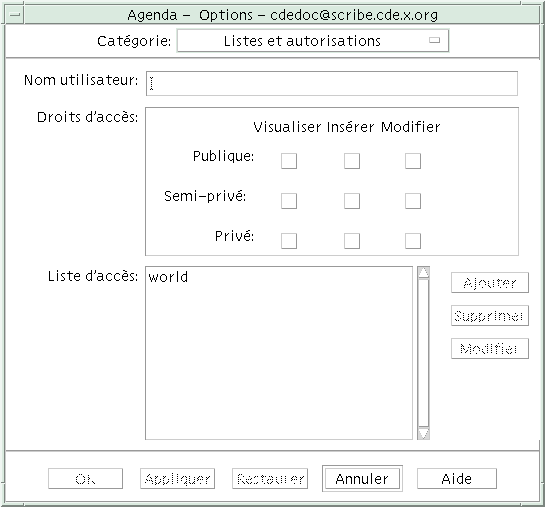 Agenda – Options – cdedoc@scribe.cde.x.org
Catégorie: Listes et autorisations
Nom utilisateur:
Droits d'accès:
Visualiser Insérer Modifier
Publique:
Semi–privé:
Privé:
Liste d'accès: world
Ajouter
Supprimer
Modifier
OK Appliquer Restaurer Annuler Aide